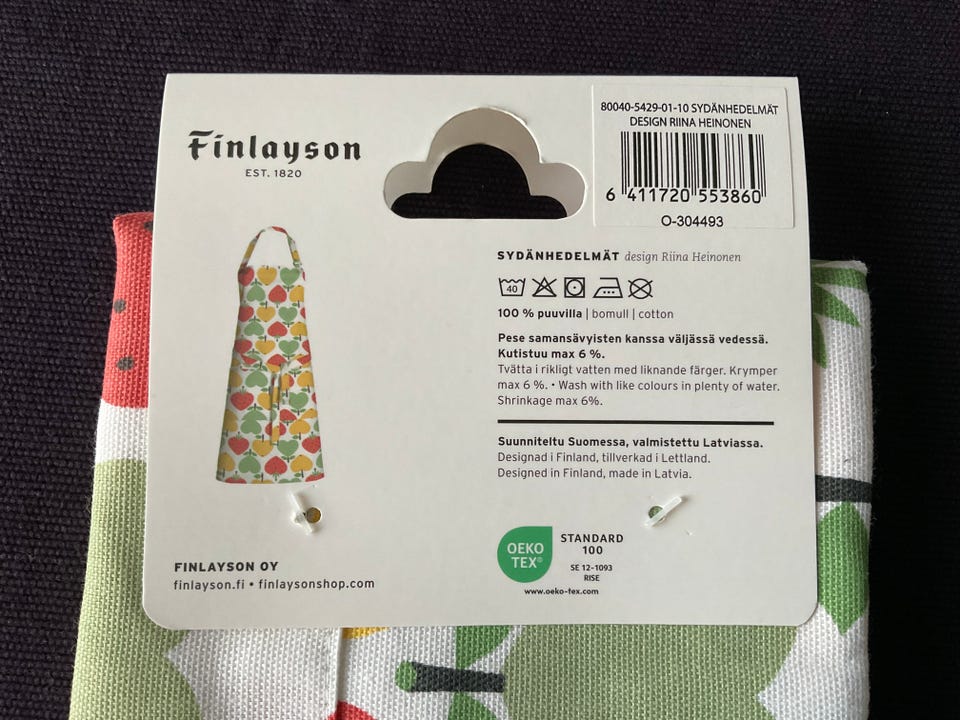 Finlayson
EST. 1820
80040-5429-01-10 SYDÄNHEDELMÄT
DESIGN RIINA HEINONEN
6 411720 553860
O-304493
SYDÄNHEDELMÄT design Riina Heinonen
40
100 % puuvilla | bomull | cotton
Pese samansävyisten kanssa väljässä vedessä.
Kutistuu max 6 %.
Tvätta i rikligt vatten med liknande färger. Krymper
max 6 %. • Wash with like colours in plenty of water.
Shrinkage max 6%.
Suunniteltu Suomessa, valmistettu Latviassa.
Designad i Finland, tillverkad i Lettland.
Designed in Finland, made in Latvia.
FINLAYSON OY
finlayson.fi • finlaysonshop.com
OEKO
TEX®
STANDARD
100
SE 12-1093
RISE
www.oeko-tex.com